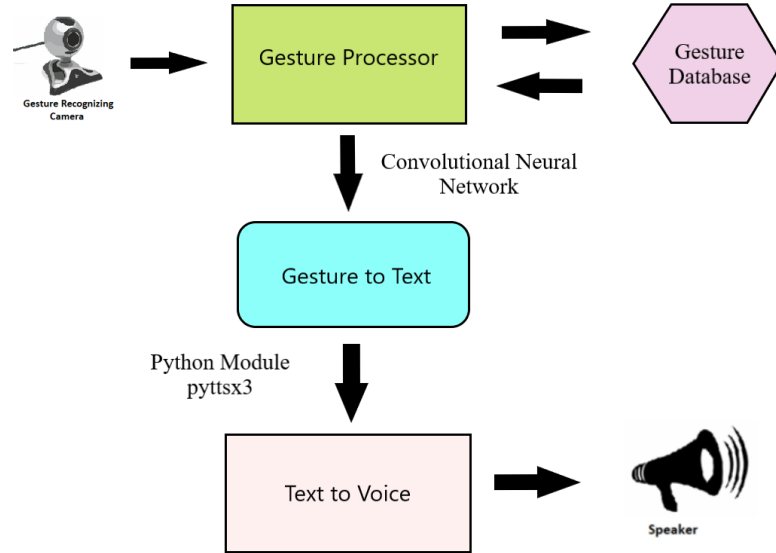 Gesture Processor
Gesture
Database
Gesture Recognizing
Camera
Convolutional Neural
Network
Gesture to Text
Python Module
pyttsx3
Text to Voice
Speaker